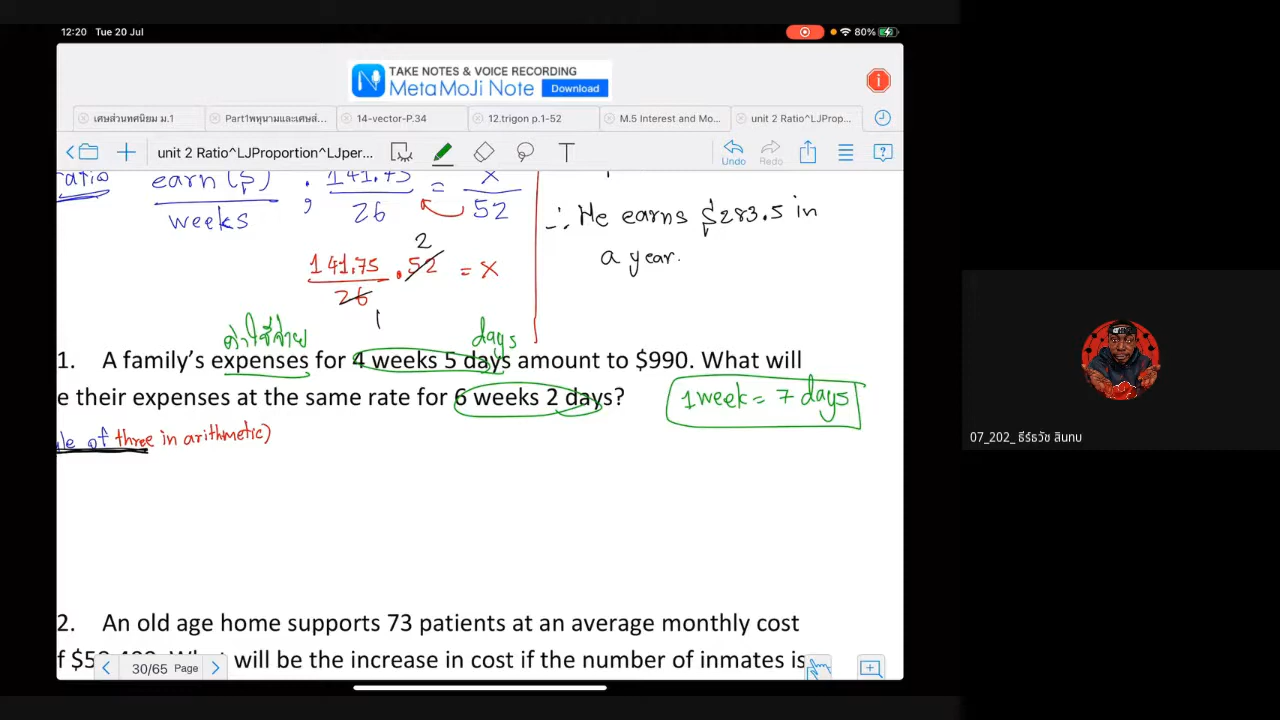 12:20 Tue 20 Jul
80%
TAKE NOTES & VOICE RECORDING
MetaMoJi Note Download
เศษส่วนทศนิยม ม.1 Part1พหุนามและเศษส่... 14-vector-P.34 12.trigon p.1-52 M.5 Interest and Mo... unit 2 Ratio^LJProp...
unit 2 Ratio^LJProportion^LJper... T Undo Redo
ratio earn ($) ; 141.75 = x
weeks 26 52
∴ He earns $283.5 in
a year.
2
141.75 . 52 = x
26
1
ค่าใช้จ่าย days
1. A family's expenses for 4 weeks 5 days amount to $990. What will
e their expenses at the same rate for 6 weeks 2 days? 1 week = 7 days
le of three in arithmetic)
07_202_ ธีร์ธวัช สินทบ
2. An old age home supports 73 patients at an average monthly cost
will be the increase in cost if the number of inmates is
30/65 Page